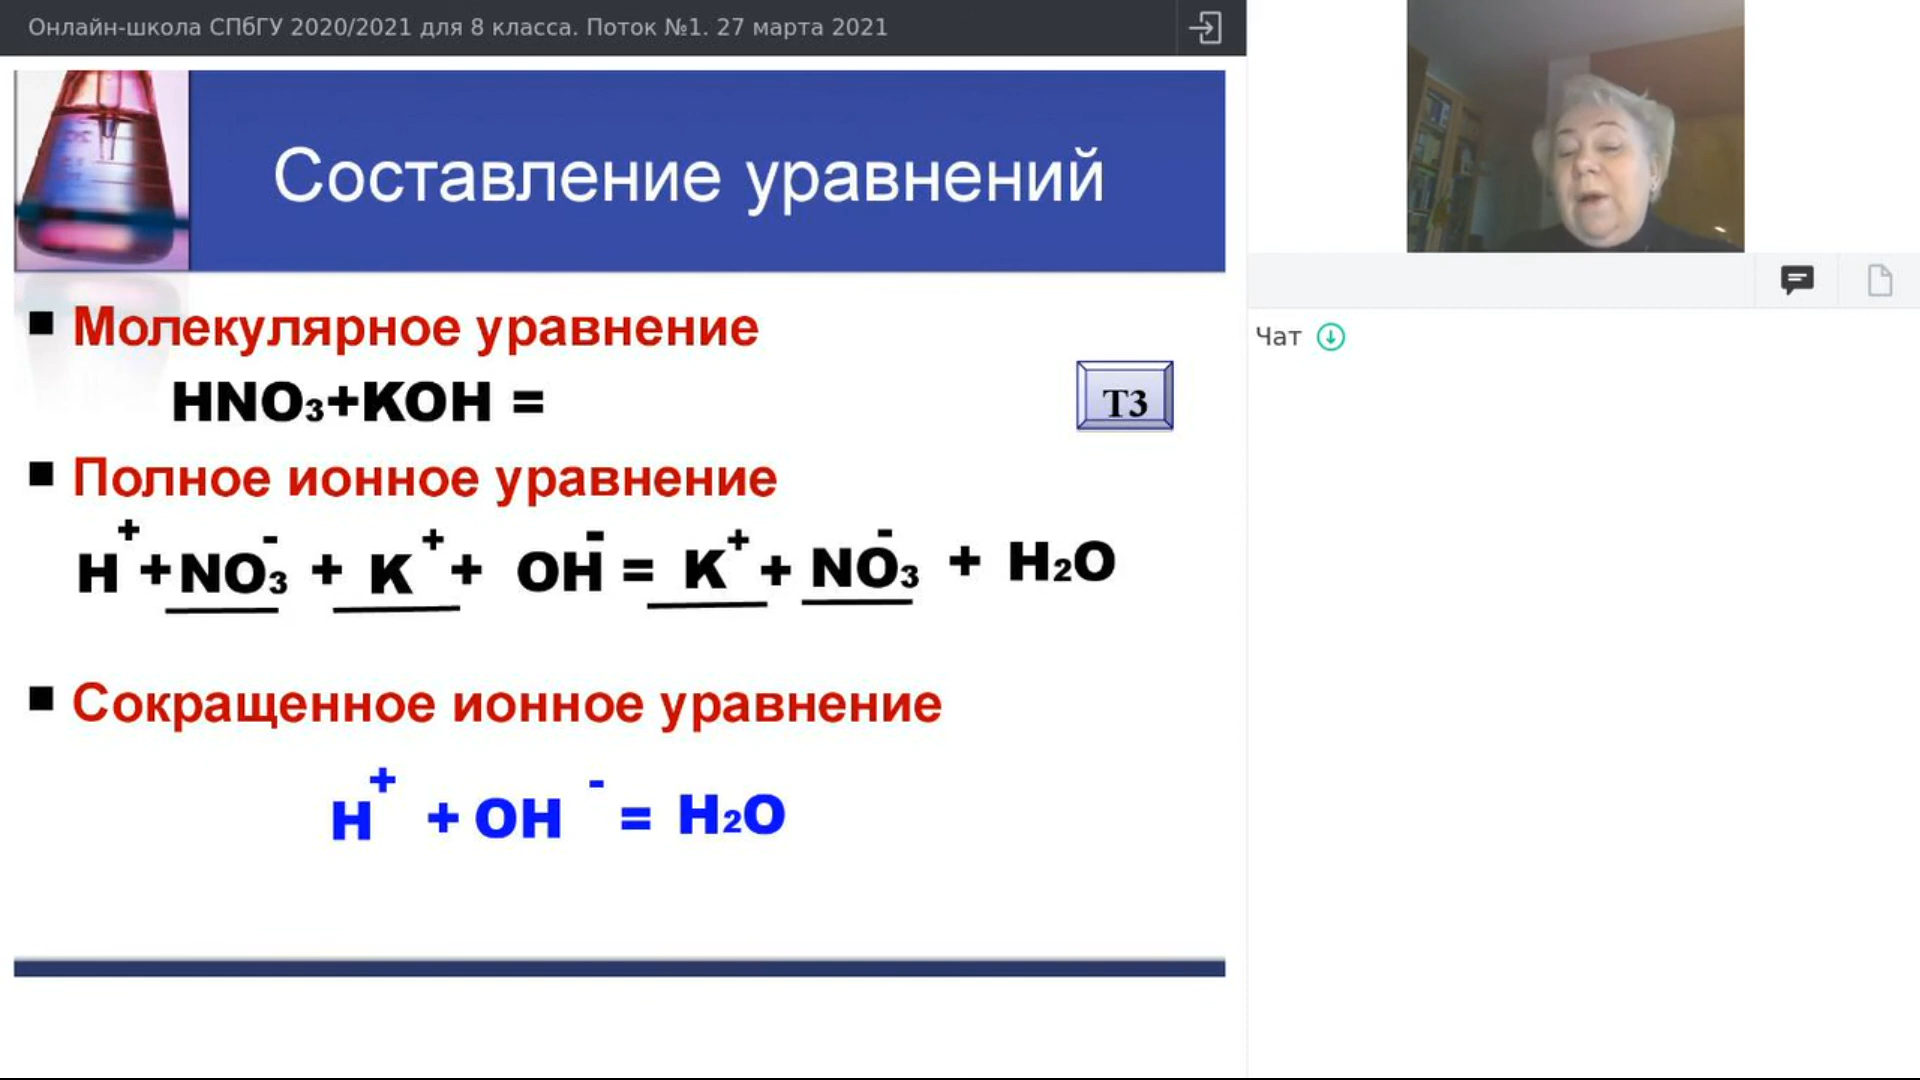 Онлайн-школа СПбГУ 2020/2021 для 8 класса. Поток №1. 27 марта 2021
Составление уравнений
Молекулярное уравнение
HNO₃+KOH =
T3
Полное ионное уравнение
H⁺+NO₃⁻ + K⁺+ OH⁻ = K⁺+ NO₃⁻ + H₂O
Сокращенное ионное уравнение
H⁺ + OH⁻ = H₂O
Чат